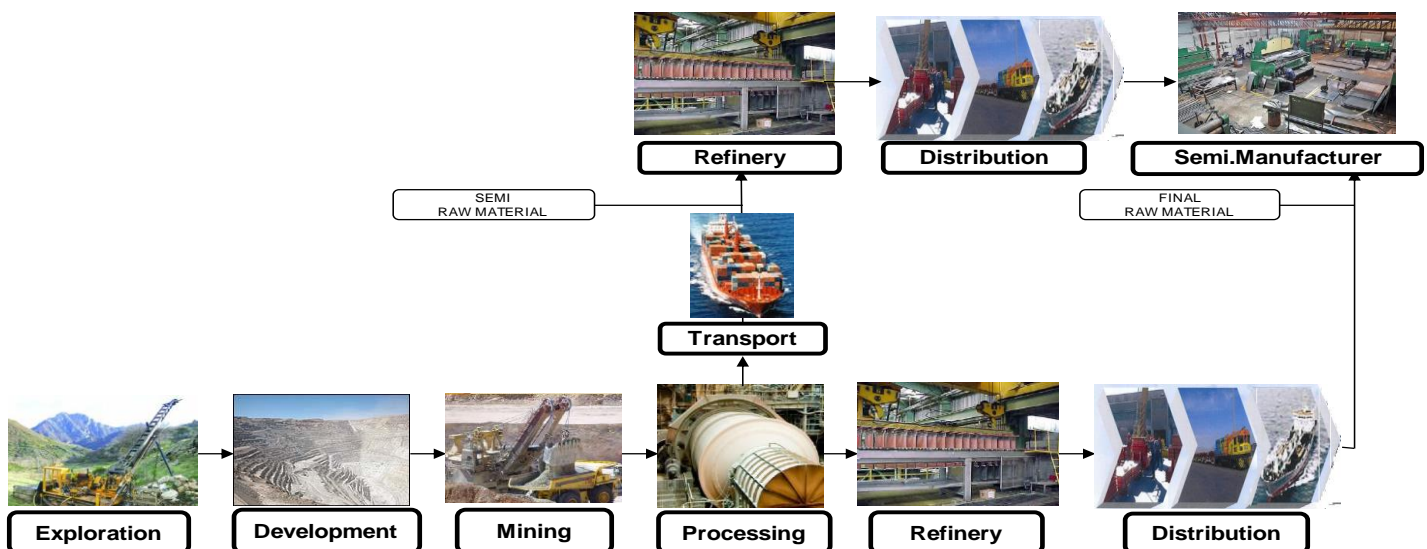 Refinery
Distribution
Semi.Manufacturer
SEMI
RAW MATERIAL
FINAL
RAW MATERIAL
Transport
Exploration
Development
Mining
Processing
Refinery
Distribution